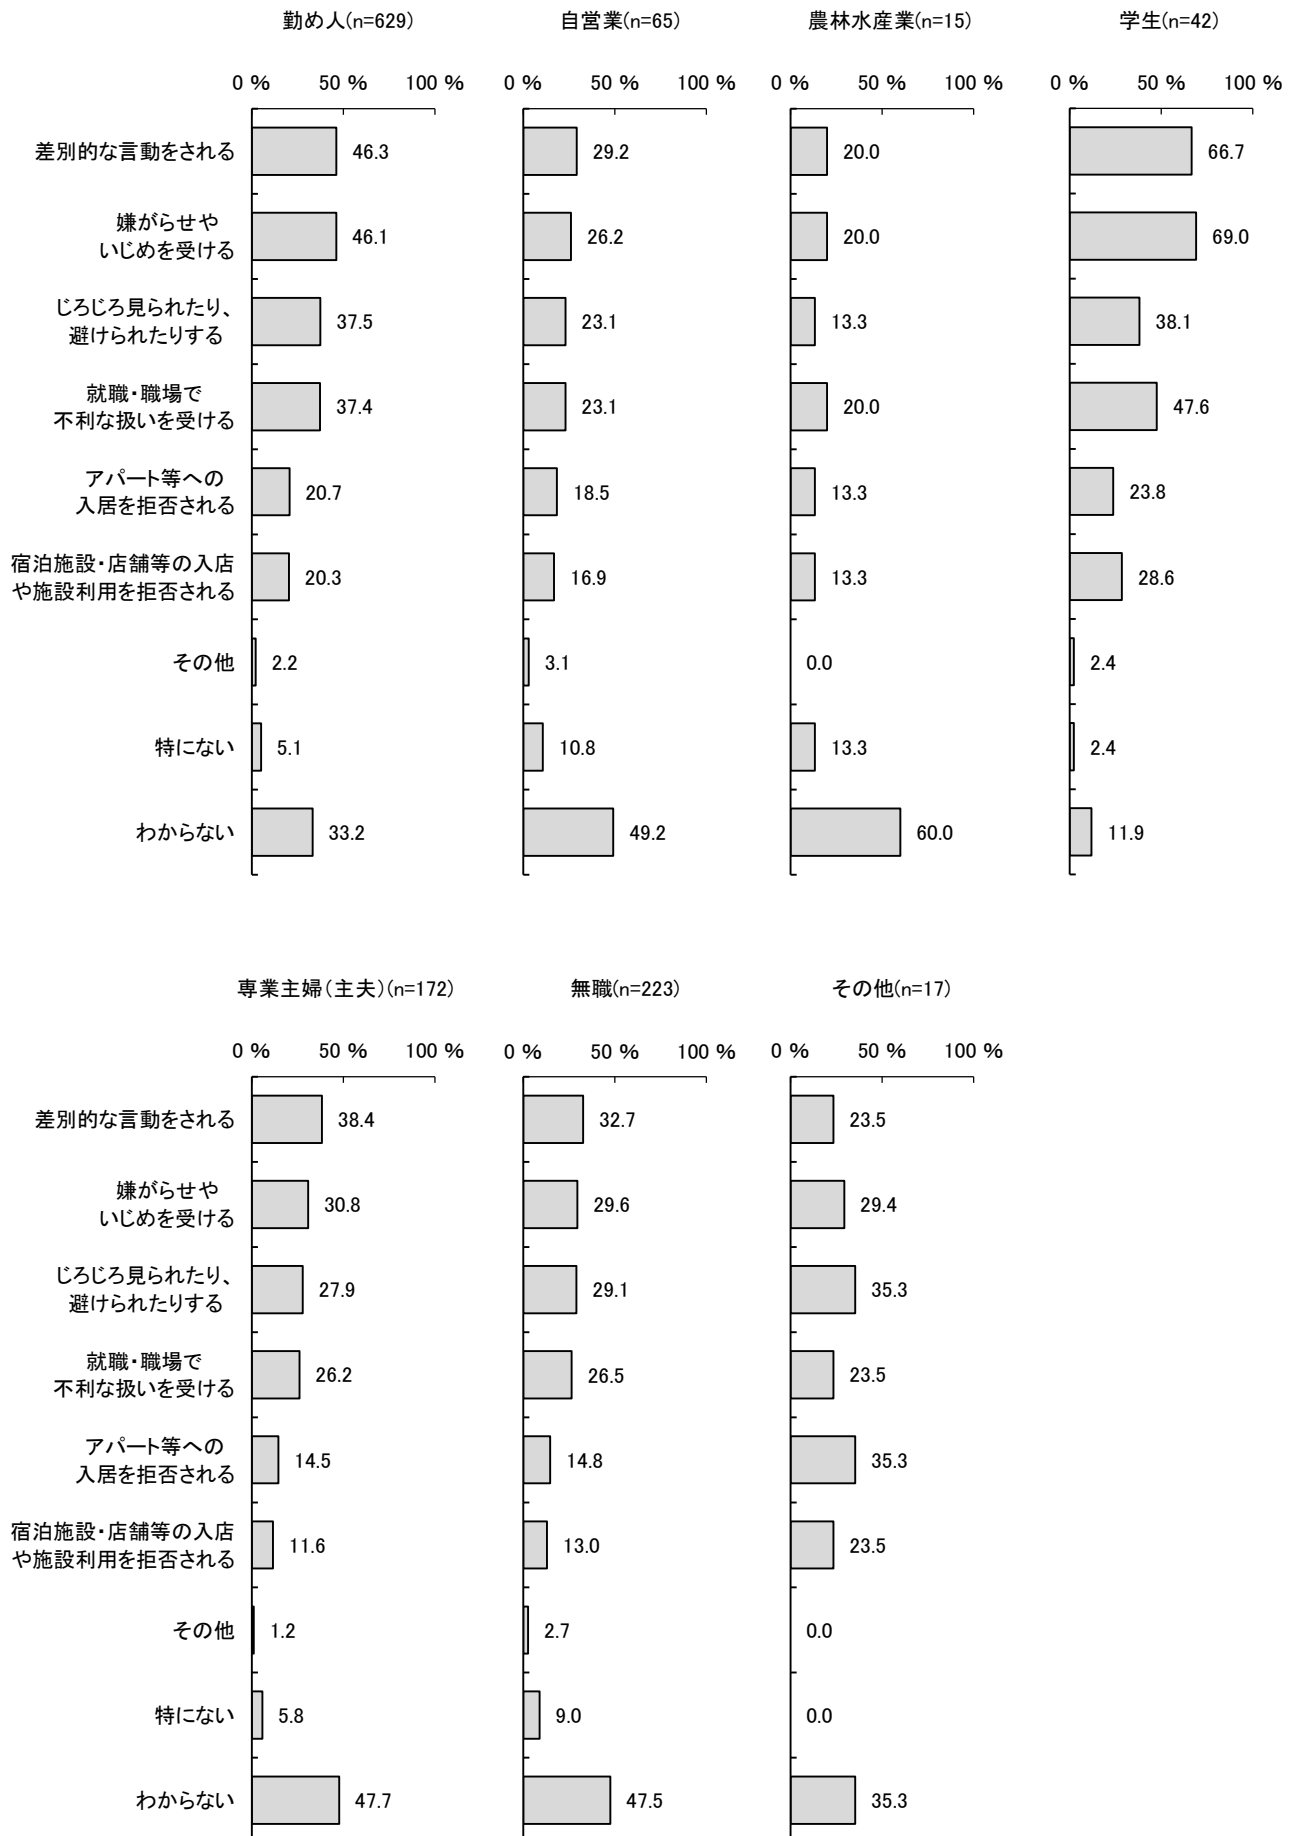 勤め人(n=629) 自営業(n=65) 農林水産業(n=15) 学生(n=42)
0 % 50 % 100 % 0 % 50 % 100 % 0 % 50 % 100 % 0 % 50 % 100 %
差別的な言動をされる 46.3 29.2 20.0 66.7
嫌がらせや
いじめを受ける 46.1 26.2 20.0 69.0
じろじろ見られたり、
避けられたりする 37.5 23.1 13.3 38.1
就職・職場で
不利な扱いを受ける 37.4 23.1 20.0 47.6
アパート等への
入居を拒否される 20.7 18.5 13.3 23.8
宿泊施設・店舗等の入店
や施設利用を拒否される 20.3 16.9 13.3 28.6
その他 2.2 3.1 0.0 2.4
特にない 5.1 10.8 13.3 2.4
わからない 33.2 49.2 60.0 11.9
専業主婦(主夫)(n=172) 無職(n=223) その他(n=17)
0 % 50 % 100 % 0 % 50 % 100 % 0 % 50 % 100 %
差別的な言動をされる 38.4 32.7 23.5
嫌がらせや
いじめを受ける 30.8 29.6 29.4
じろじろ見られたり、
避けられたりする 27.9 29.1 35.3
就職・職場で
不利な扱いを受ける 26.2 26.5 23.5
アパート等への
入居を拒否される 14.5 14.8 35.3
宿泊施設・店舗等の入店
や施設利用を拒否される 11.6 13.0 23.5
その他 1.2 2.7 0.0
特にない 5.8 9.0 0.0
わからない 47.7 47.5 35.3